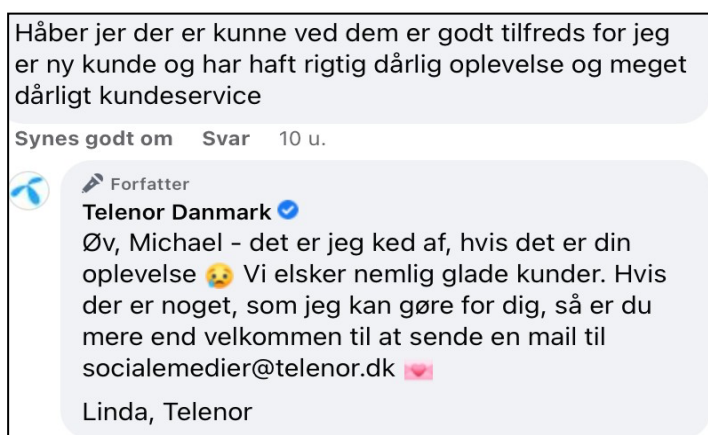 Håber jer der er kunne ved dem er godt tilfreds for jeg
er ny kunde og har haft rigtig dårlig oplevelse og meget
dårligt kundeservice
Synes godt om Svar 10 u.
Forfatter
Telenor Danmark
Øv, Michael - det er jeg ked af, hvis det er din
oplevelse 😢 Vi elsker nemlig glade kunder. Hvis
der er noget, som jeg kan gøre for dig, så er du
mere end velkommen til at sende en mail til
socialemedier@telenor.dk 💌
Linda, Telenor